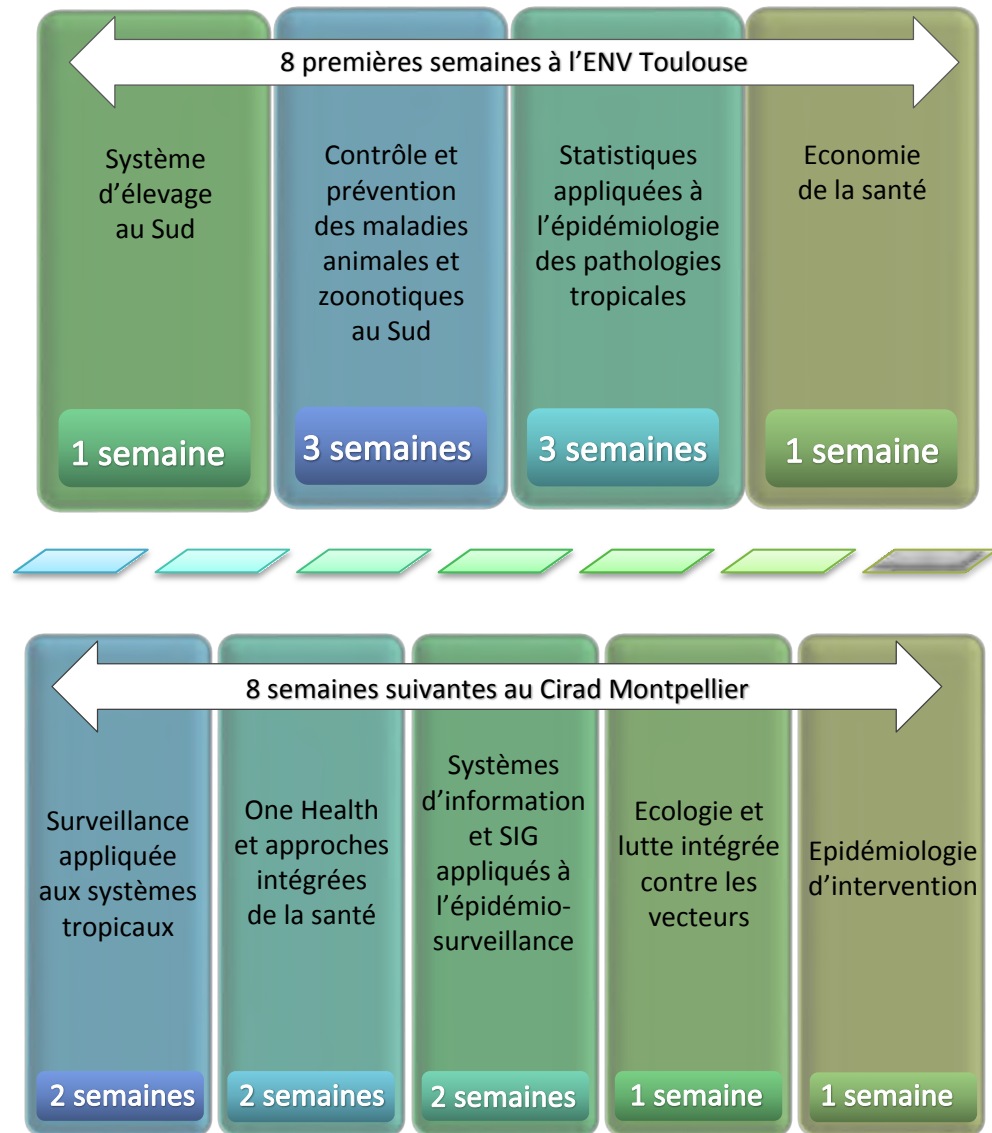 8 premières semaines à l’ENV Toulouse
Système
d’élevage
au Sud
1 semaine
Contrôle et
prévention
des maladies
animales et
zoonotiques
au Sud
3 semaines
Statistiques
appliquées à
l’épidémiologie
des pathologies
tropicales
3 semaines
Economie
de la santé
1 semaine
8 semaines suivantes au Cirad Montpellier
Surveillance
appliquée
aux systèmes
tropicaux
2 semaines
One Health
et approches
intégrées
de la santé
2 semaines
Systèmes
d’information
et SIG
appliqués à
l’épidémio-
surveillance
2 semaines
Ecologie et
lutte intégrée
contre les
vecteurs
1 semaine
Epidémiologie
d’intervention
1 semaine